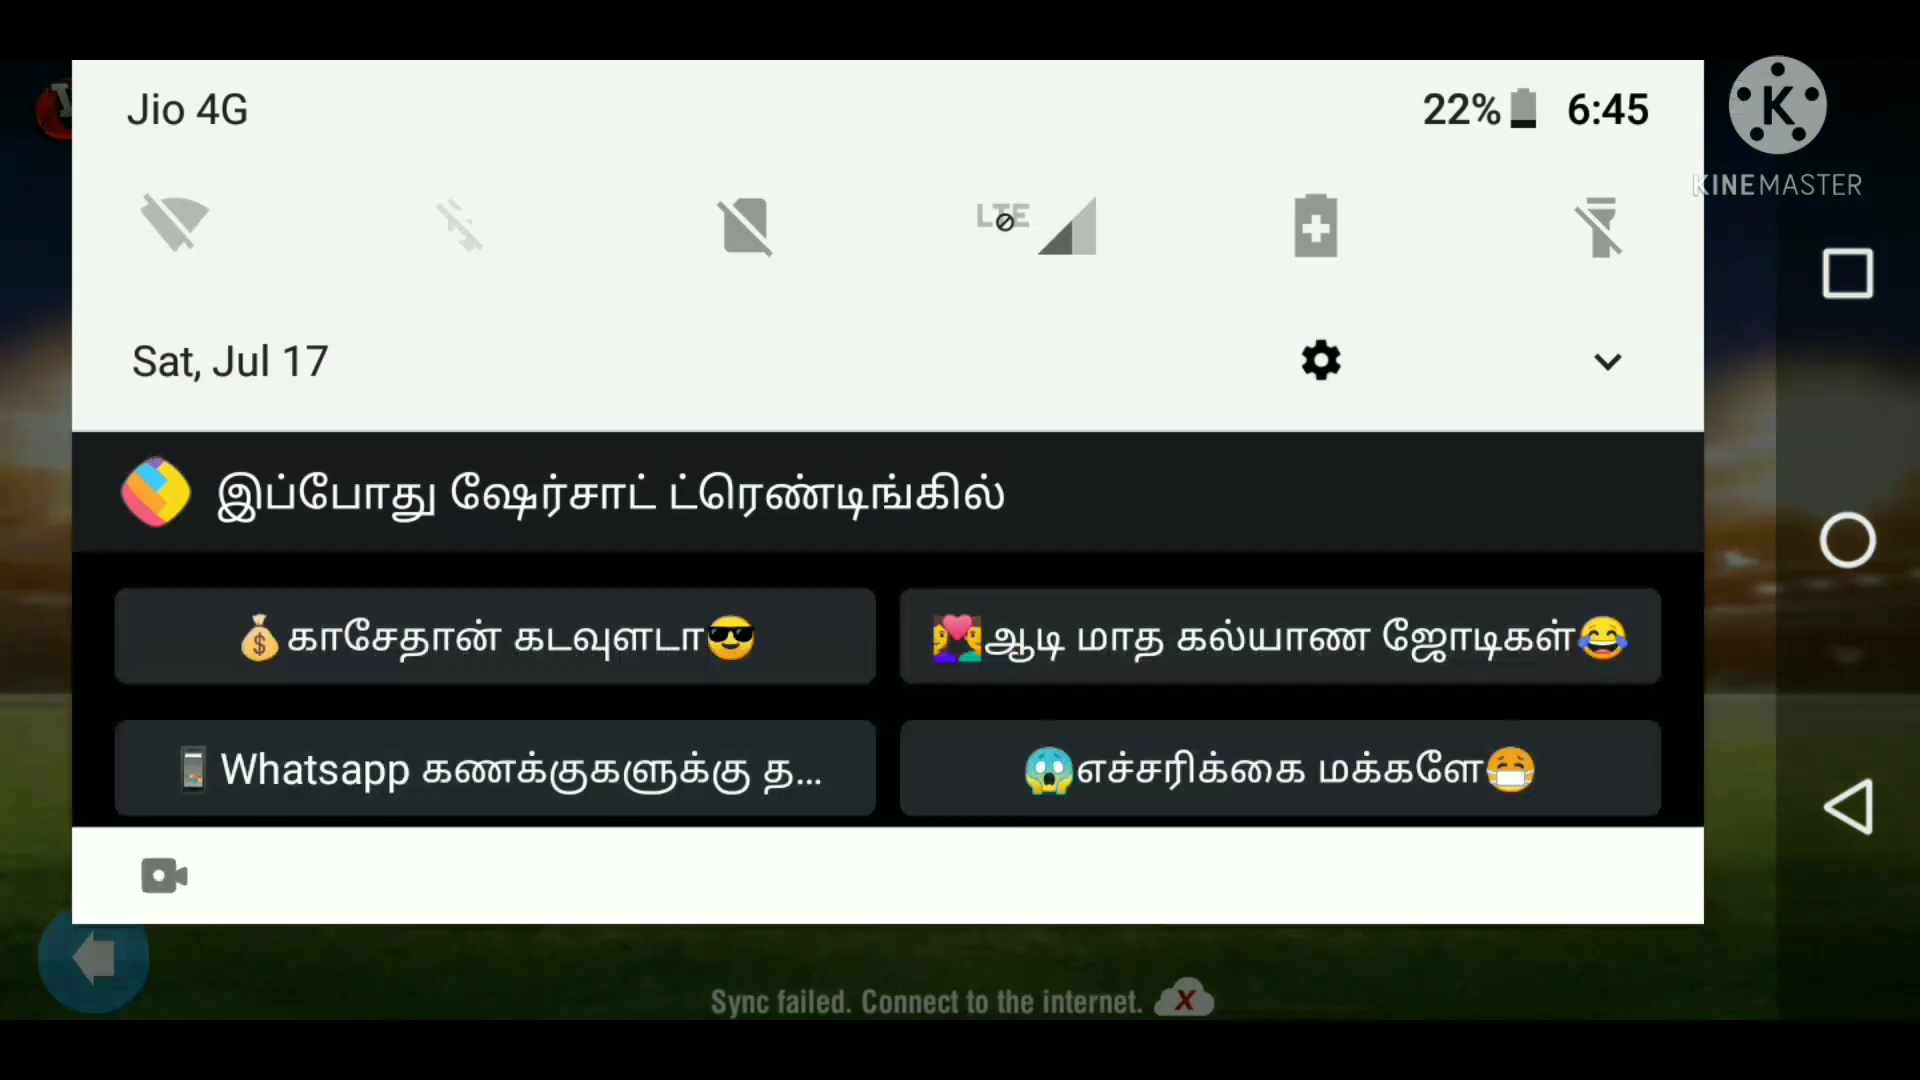 Jio 4G
22%
6:45
KINEMASTER
LTE
Sat, Jul 17
இப்போது ஷேர்சாட் ட்ரெண்டிங்கில்
💰காசேதான் கடவுளடா😎
👩‍❤️‍👨ஆடி மாத கல்யாண ஜோடிகள்😂
📱Whatsapp கணக்குகளுக்கு த...
😱எச்சரிக்கை மக்களே😷
Sync failed. Connect to the internet.
X